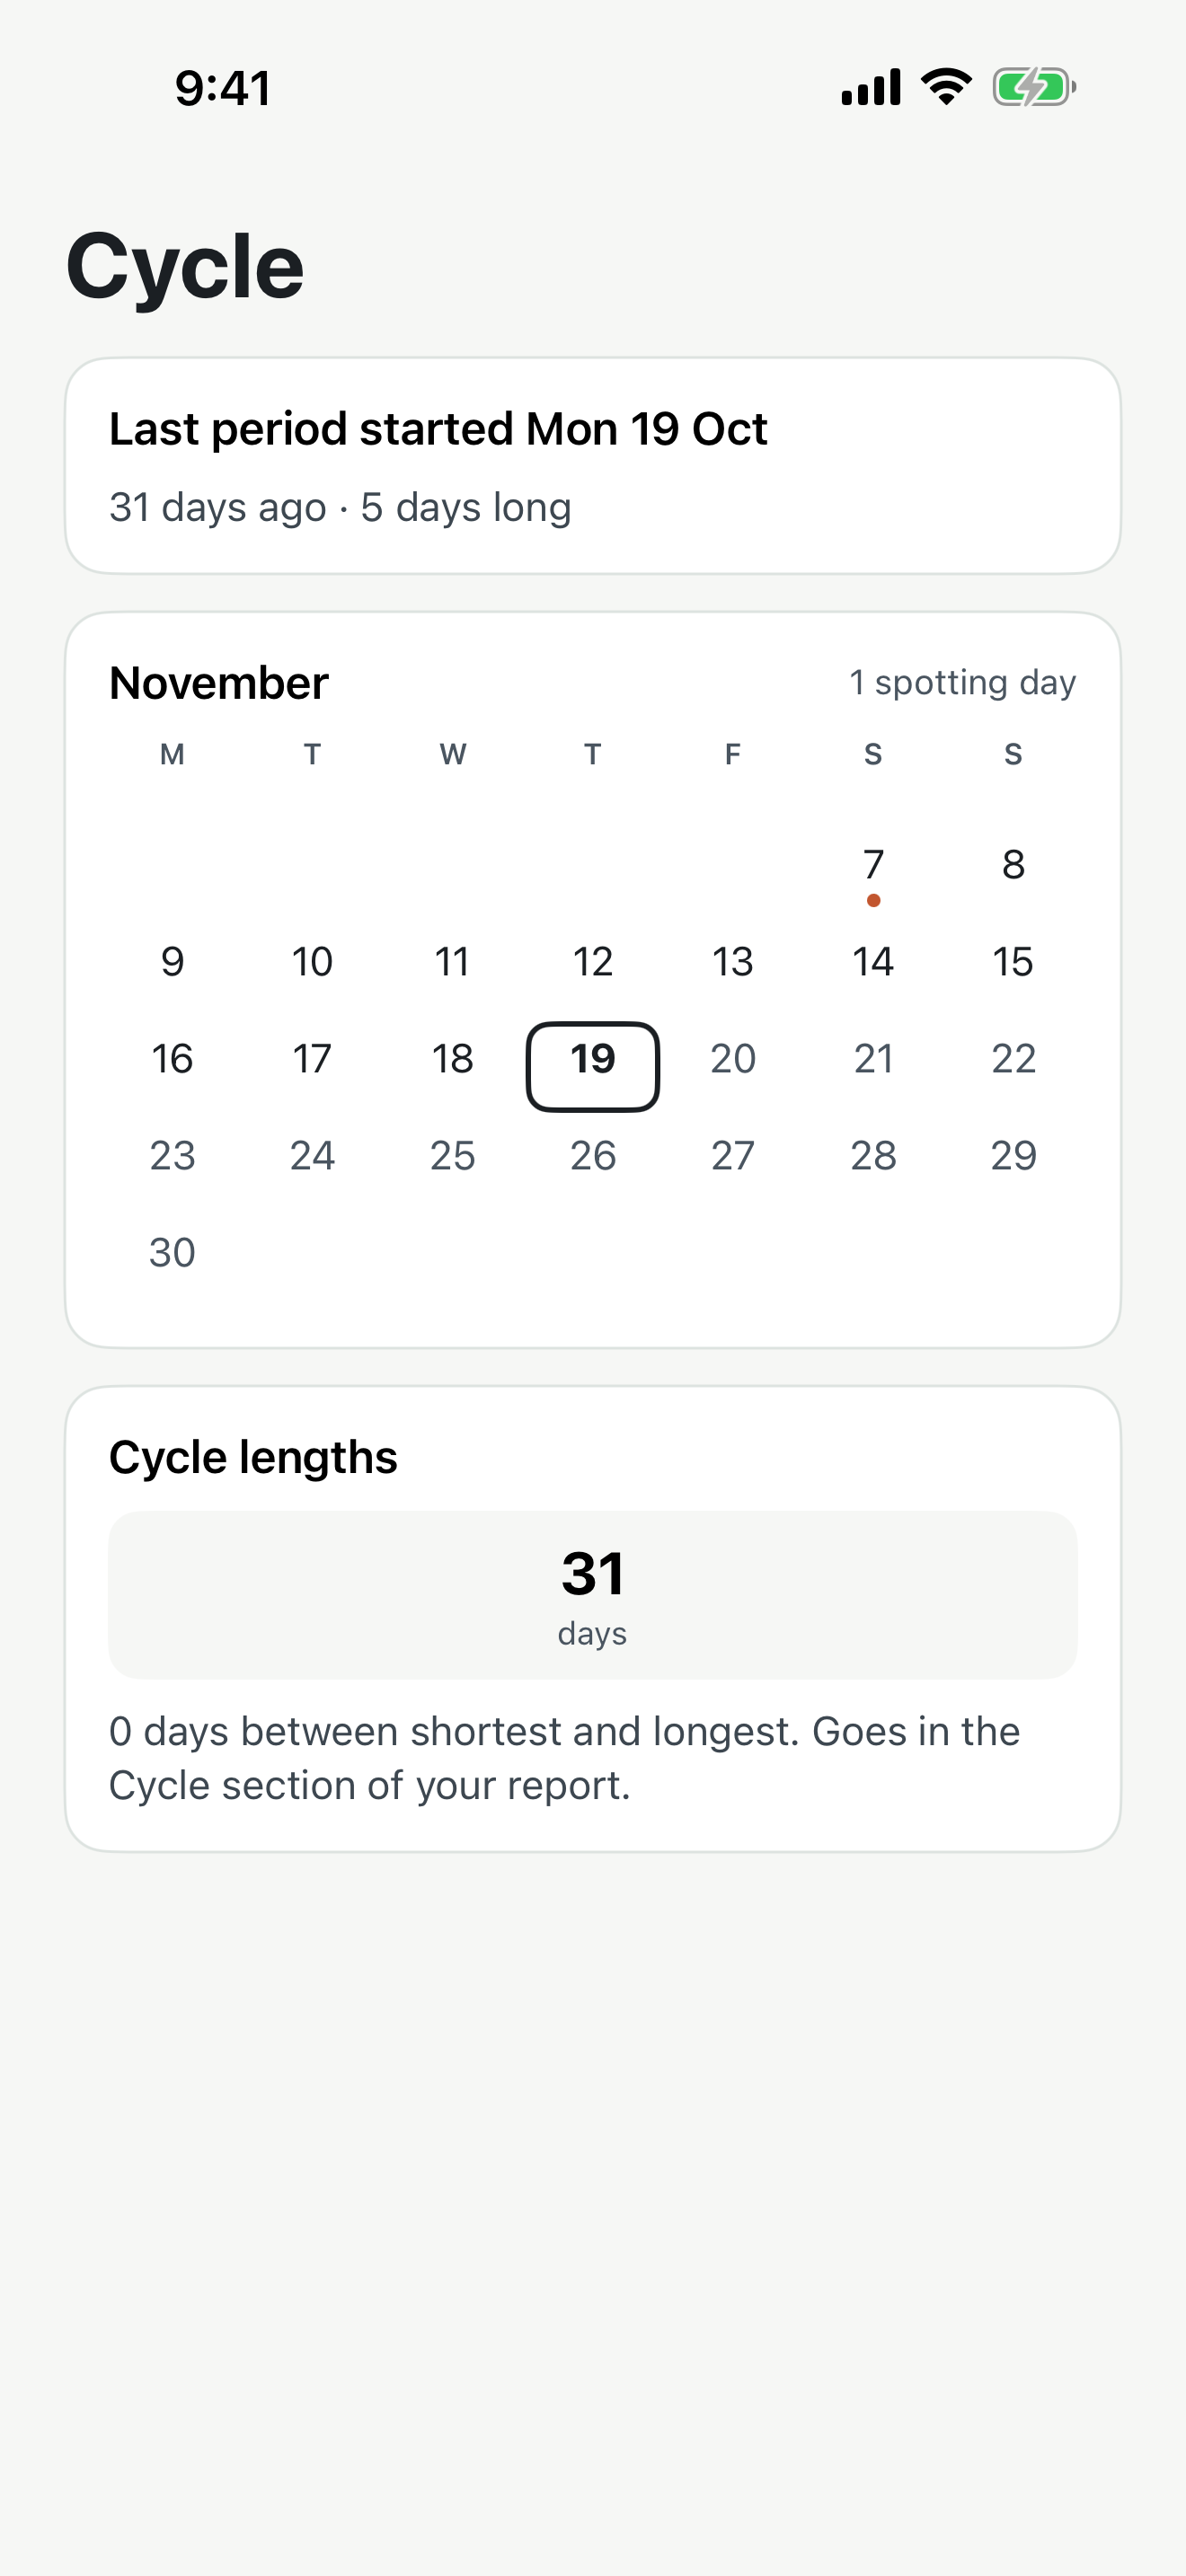 9:41
Cycle
Last period started Mon 19 Oct
31 days ago · 5 days long
November 1 spotting day
M T W T F S S
7 8
9 10 11 12 13 14 15
16 17 18 19 20 21 22
23 24 25 26 27 28 29
30
Cycle lengths
31
days
0 days between shortest and longest. Goes in the
Cycle section of your report.